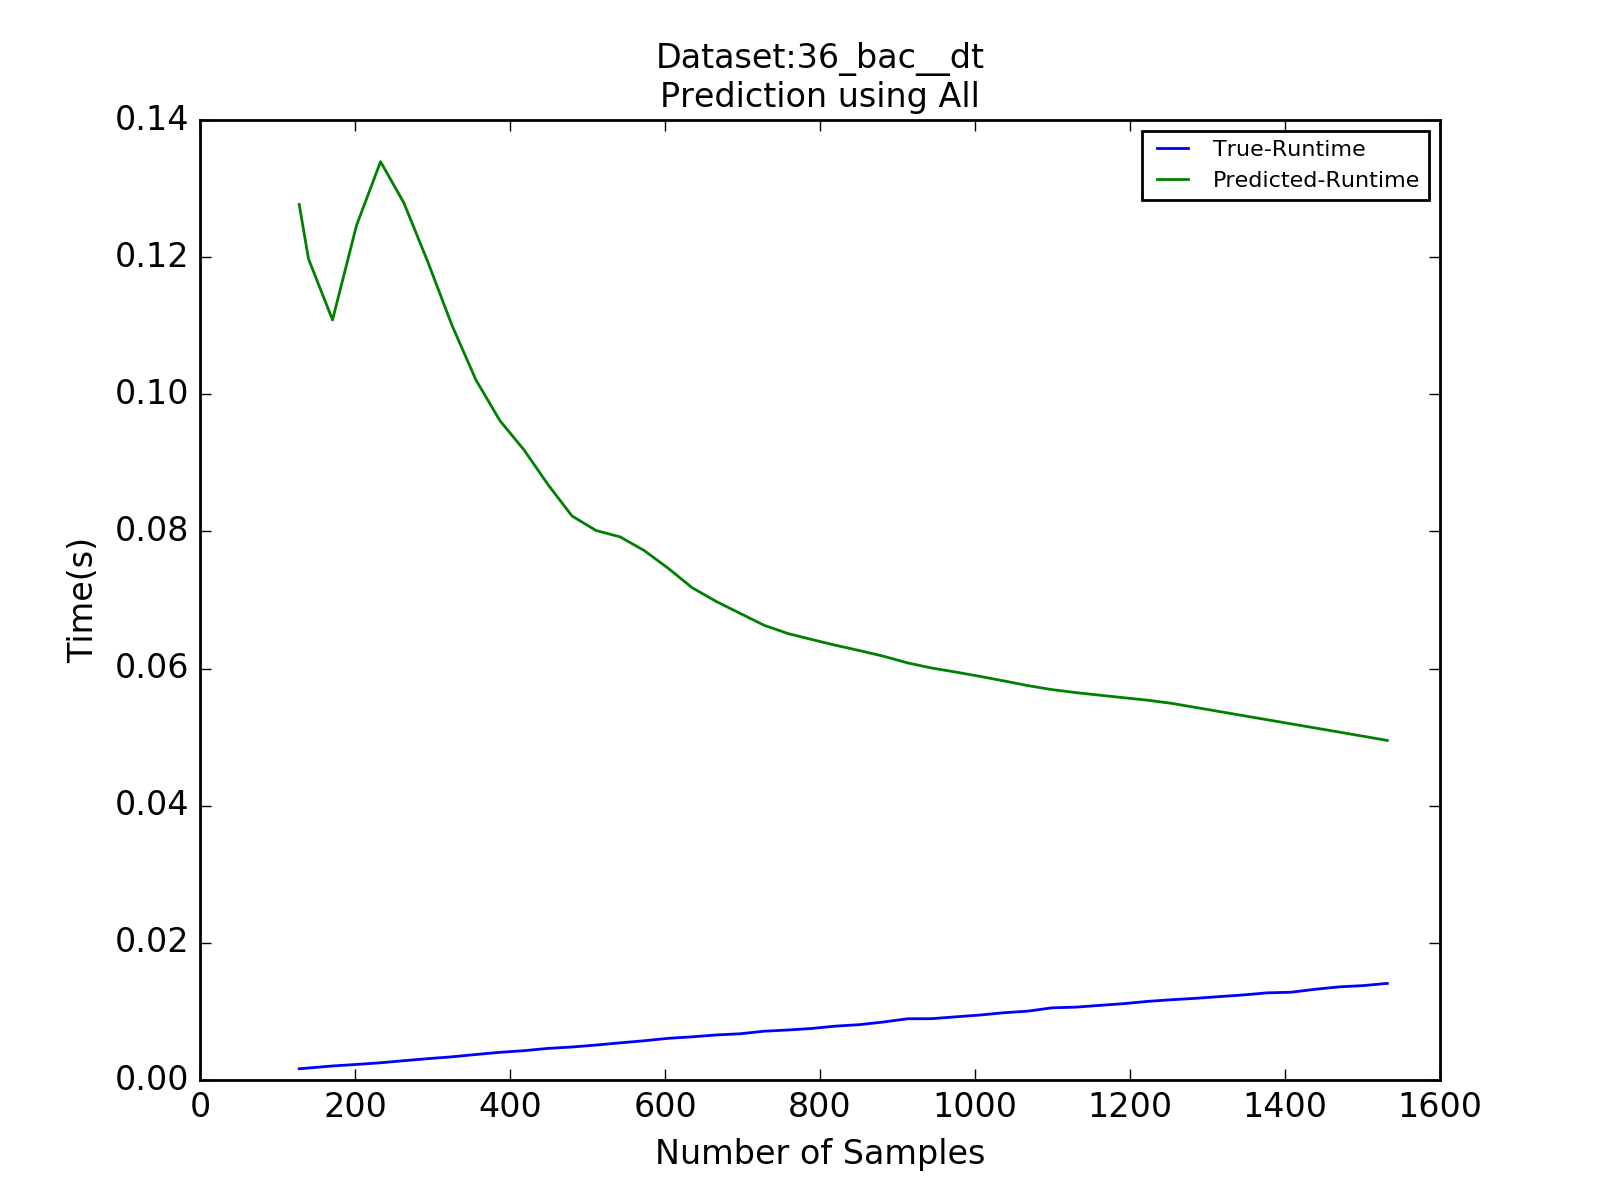 Dataset:36_bac__dt
Prediction using All
True-Runtime
Predicted-Runtime
0.14
0.12
0.10
0.08
0.06
0.04
0.02
0.00
Time(s)
0 200 400 600 800 1000 1200 1400 1600
Number of Samples